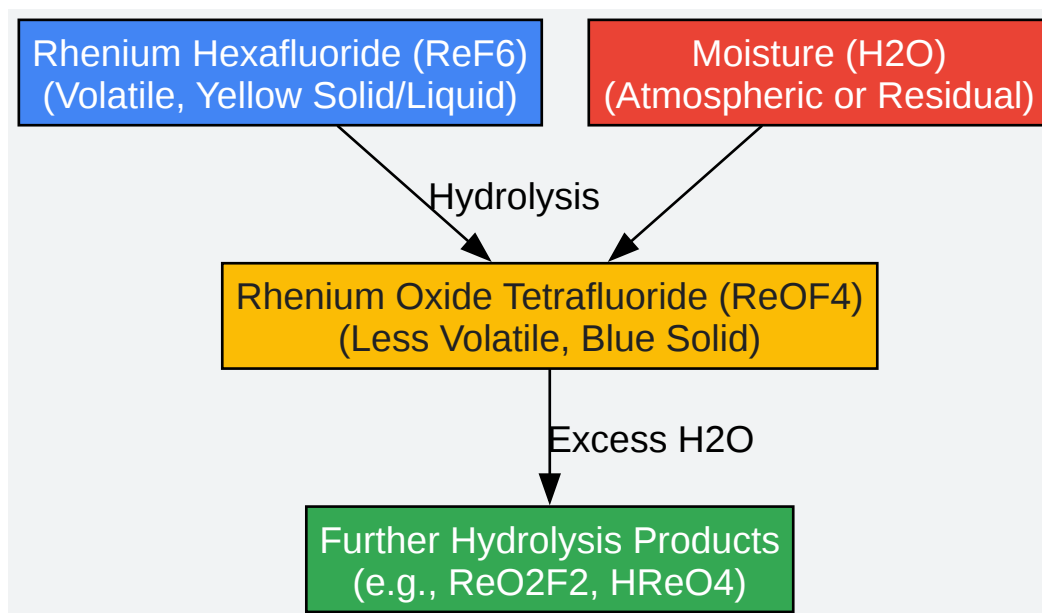 Rhenium Hexafluoride (ReF6)
(Volatile, Yellow Solid/Liquid)
Moisture (H2O)
(Atmospheric or Residual)
Hydrolysis
Rhenium Oxide Tetrafluoride (ReOF4)
(Less Volatile, Blue Solid)
Excess H2O
Further Hydrolysis Products
(e.g., ReO2F2, HReO4)